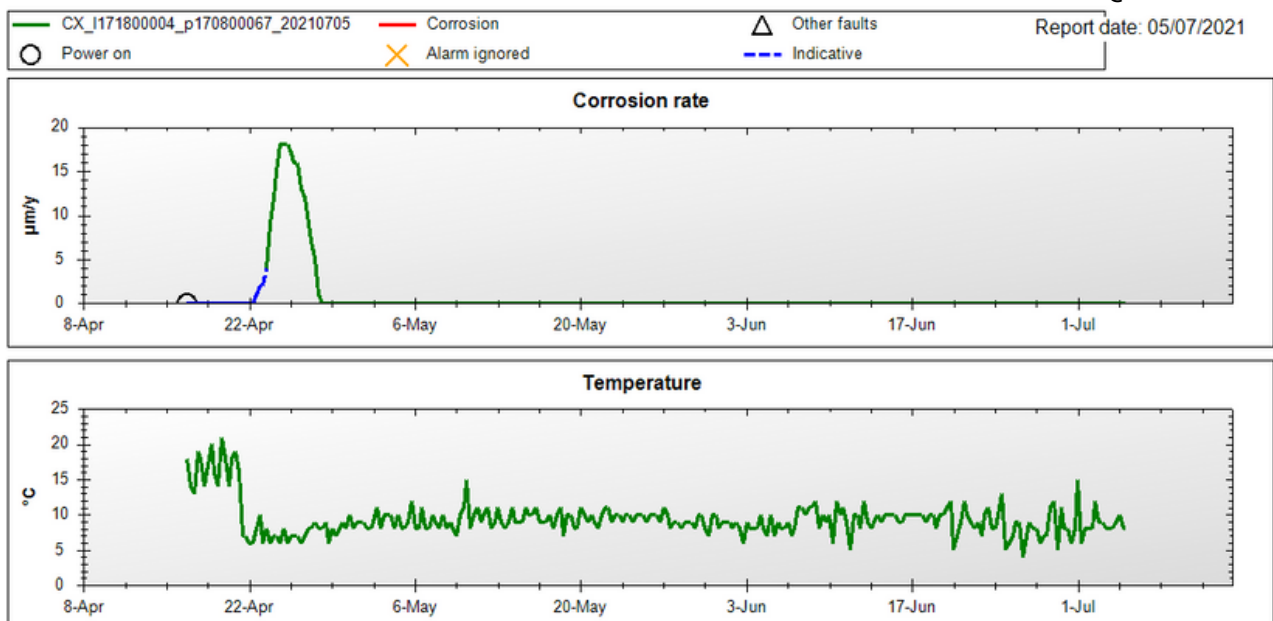 CX_I171800004_p170800067_20210705 Corrosion Other faults Report date: 05/07/2021
Power on Alarm ignored Indicative
Corrosion rate
20
15
10
5
0
µm/y
8-Apr 22-Apr 6-May 20-May 3-Jun 17-Jun 1-Jul
Temperature
25
20
15
10
5
0
°C
8-Apr 22-Apr 6-May 20-May 3-Jun 17-Jun 1-Jul